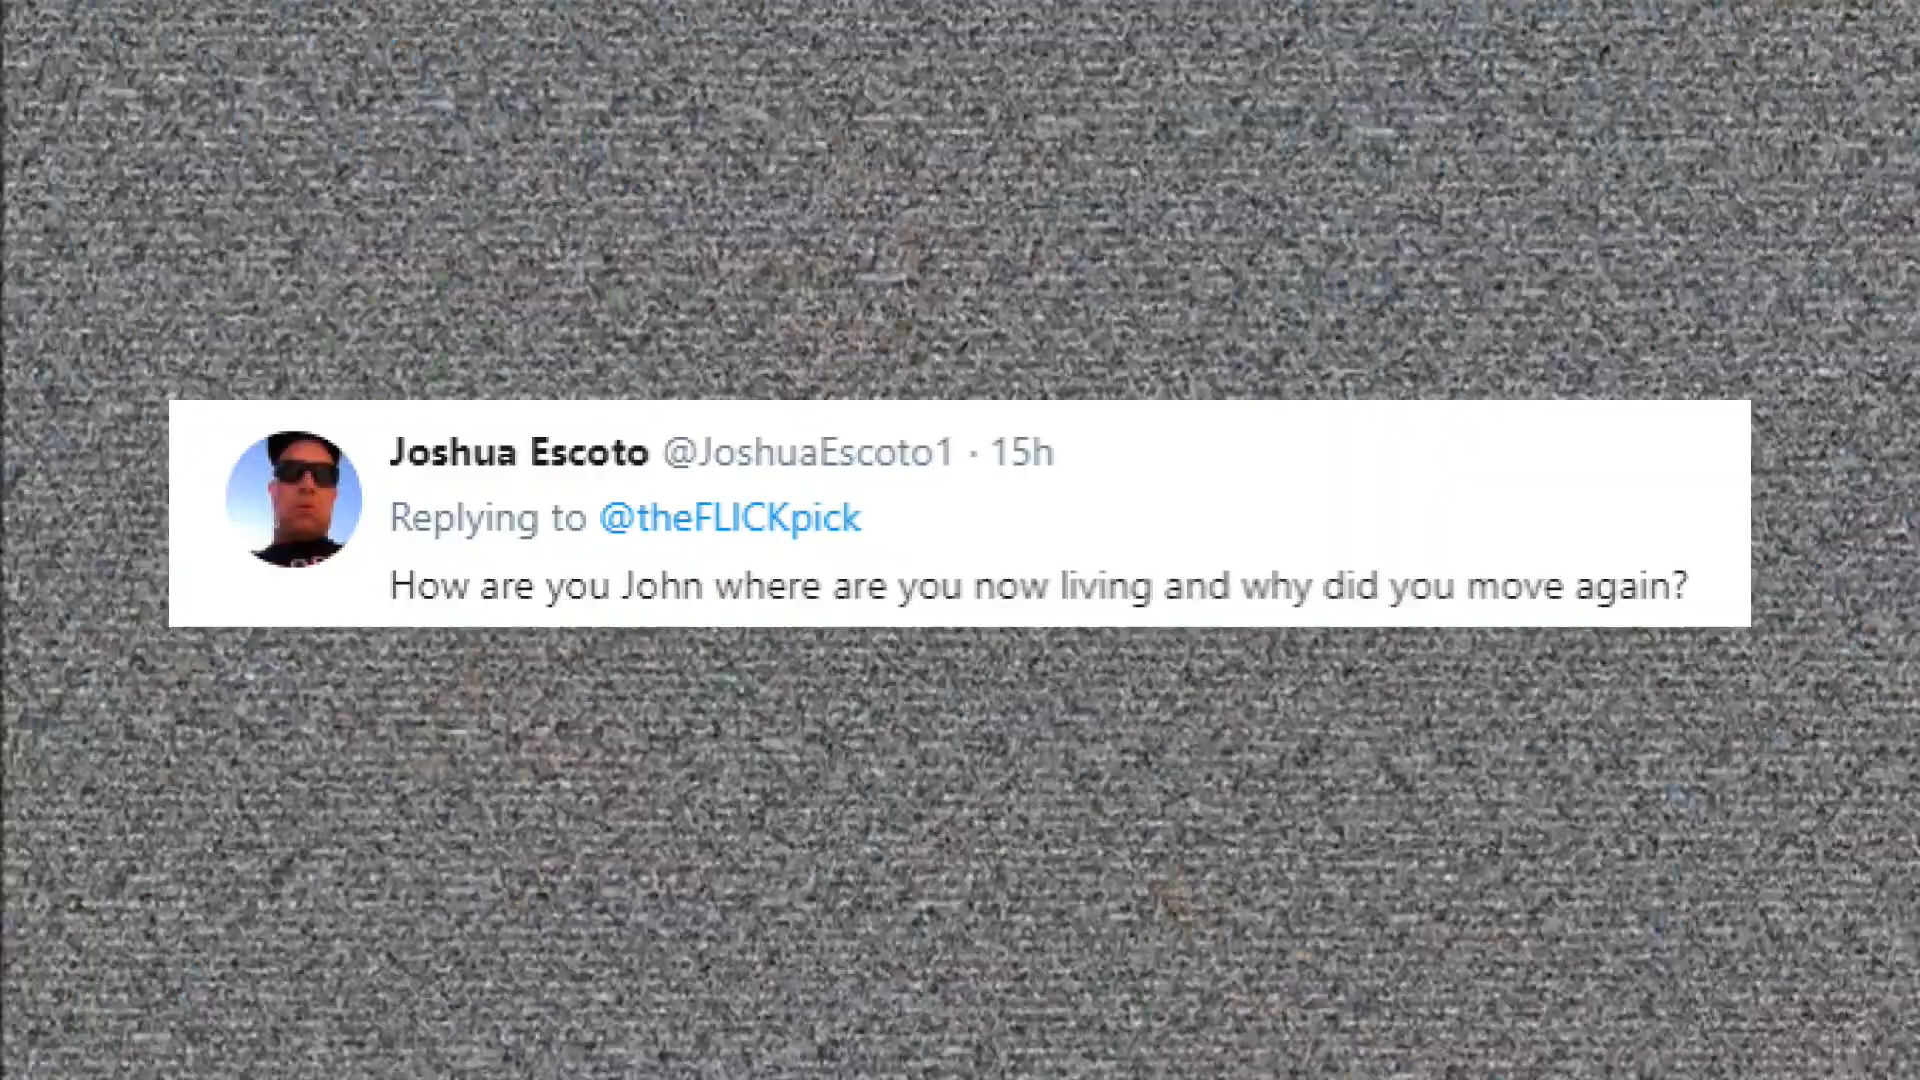 Joshua Escoto @JoshuaEscoto1 · 15h
Replying to @theFLICKpick
How are you John where are you now living and why did you move again?